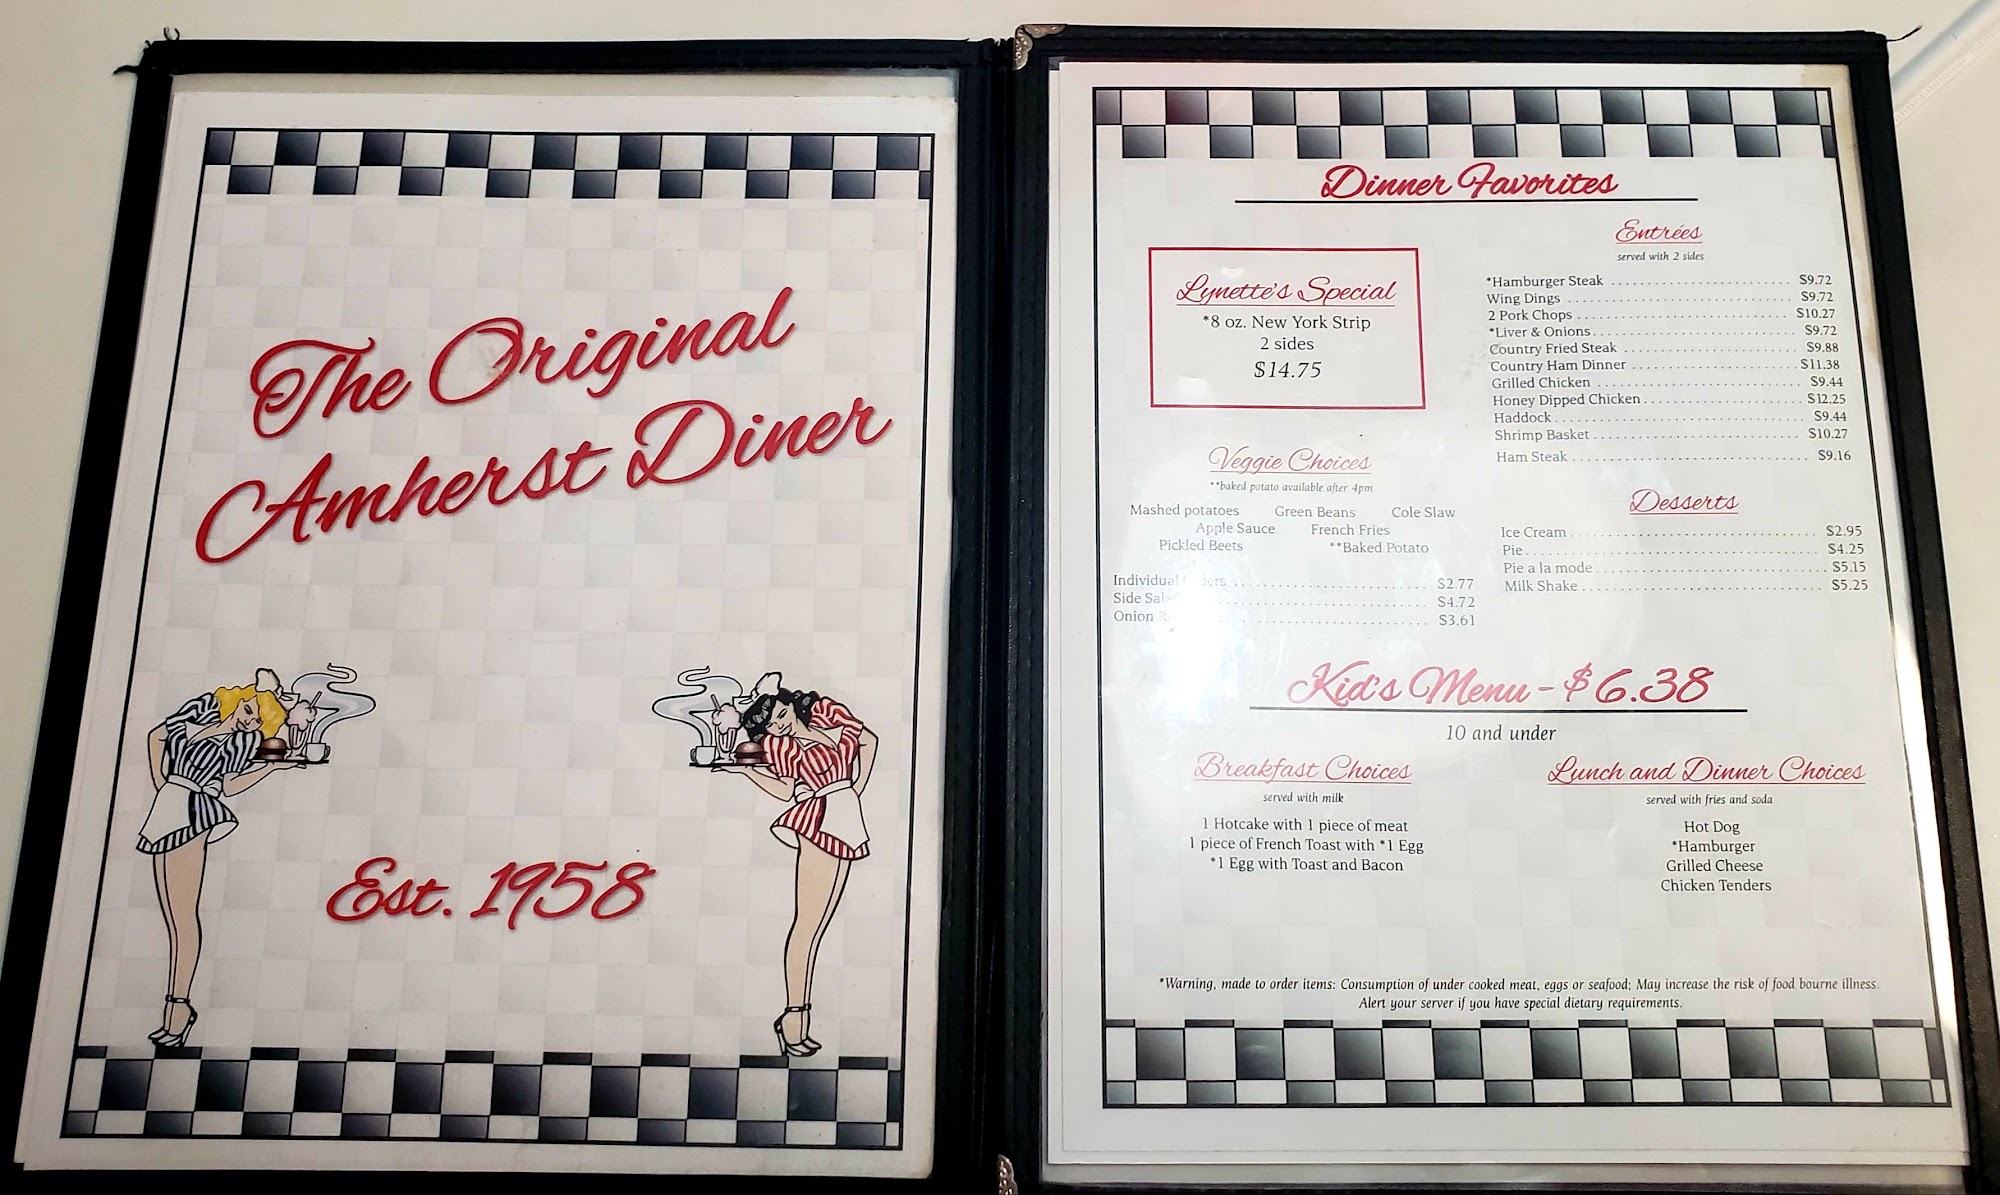 The Original
Amherst Diner
Est. 1958
Dinner Favorites
Lynette's Special
*8 oz. New York Strip
2 sides
$14.75
Veggie Choices
**baked potato available after 4pm
Mashed potatoes Green Beans Cole Slaw
Apple Sauce French Fries
Pickled Beets **Baked Potato
Individual ..... $2.77
Side ..... $4.72
Onion ..... $3.61
Entrées
served with 2 sides
*Hamburger Steak ..... $9.72
Wing Dings ..... $9.72
2 Pork Chops ..... $10.27
*Liver & Onions ..... $9.72
Country Fried Steak ..... $9.88
Country Ham Dinner ..... $11.38
Grilled Chicken ..... $9.44
Honey Dipped Chicken ..... $12.25
Haddock ..... $9.44
Shrimp Basket ..... $10.27
Ham Steak ..... $9.16
Desserts
Ice Cream ..... $2.95
Pie ..... $4.25
Pie a la mode ..... $5.15
Milk Shake ..... $5.25
Kid's Menu - $6.38
10 and under
Breakfast Choices
served with milk
1 Hotcake with 1 piece of meat
1 piece of French Toast with *1 Egg
*1 Egg with Toast and Bacon
Lunch and Dinner Choices
served with fries and soda
Hot Dog
*Hamburger
Grilled Cheese
Chicken Tenders
*Warning, made to order items: Consumption of under cooked meat, eggs or seafood; May increase the risk of food bourne illness.
Alert your server if you have special dietary requirements.